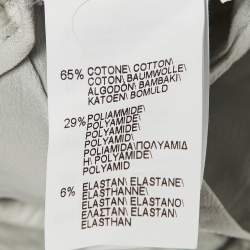 65% COTONE\ COTTON\
COTON\ BAUMWOLLE\
ALGODÓN\ BAMBAKI\
KATOEN\ BOMULD
29% POLIAMMIDE\
POLYAMIDE\
POLYAMIDE\
POLYAMID\
POLIAMIDA\ΠΟΛΥΑΜΙΔ
Η\ POLYAMIDE\
POLYAMID
6% ELASTAN\ ELASTANE\
ELASTHANNE\
ELASTAN\ ELASTANO\
ΕΛΑΣΤΑΝ\ ELASTAN\
ELASTHAN